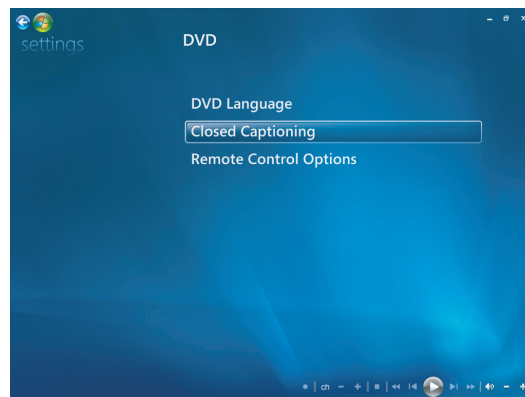 settings
DVD
DVD Language
Closed Captioning
Remote Control Options
ch